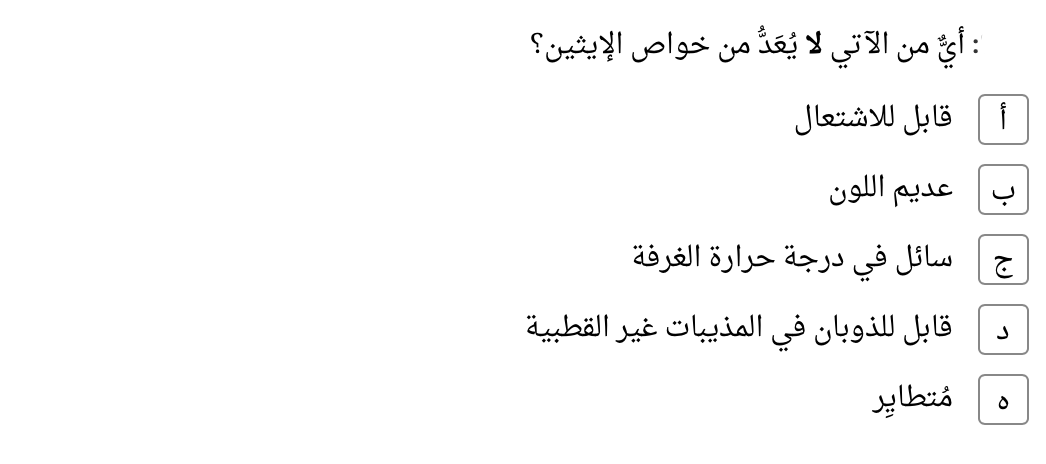 : أيٌّ من الآتي لا يُعَدُّ من خواص الإيثين؟
أ قابل للاشتعال
ب عديم اللون
ج سائل في درجة حرارة الغرفة
د قابل للذوبان في المذيبات غير القطبية
ه مُتطايِر